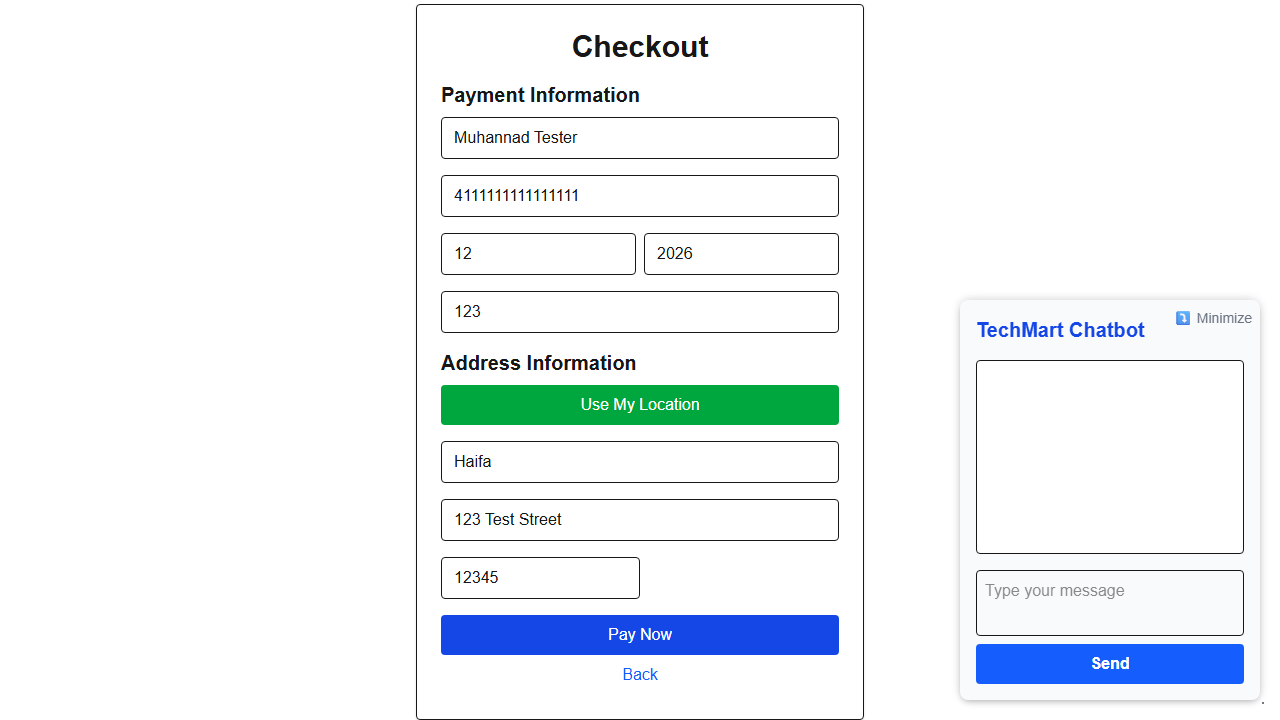 Checkout
Payment Information
Muhannad Tester
4111111111111111
12 2026
123
Address Information
Use My Location
Haifa
123 Test Street
12345
Pay Now
Back
Minimize
TechMart Chatbot
Type your message
Send
.